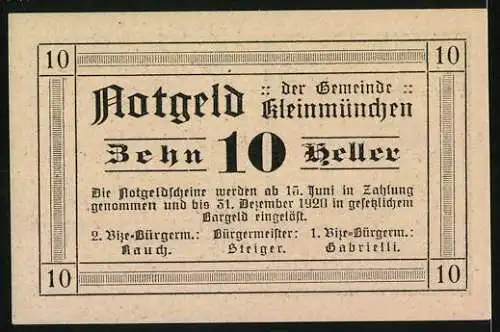 10 10
Notgeld :: der Gemeinde ::
Kleinmünchen
Zehn 10 Heller
Die Notgeldscheine werden ab 15. Juni in Zahlung
genommen und bis 31. Dezember 1920 in gesetzlichem
Bargeld eingelöst.
2. Vize-Bürgerm.: Bürgermeister: 1. Vize-Bürgerm.:
Rauch. Steiger. Gabrielli.
10 10